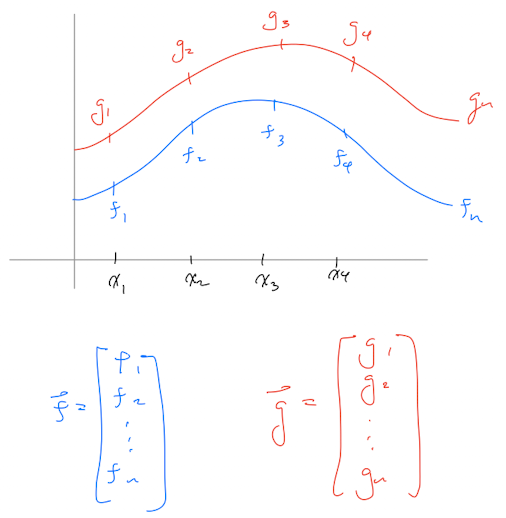 g₃
g₂ g₄
g₁ gₙ
f₂ f₃ f₄
f₁ fₙ
x₁ x₂ x₃ x₄
f⃗ = [f₁ f₂ ⋮ fₙ]
g⃗ = [g₁ g₂ ⋮ gₙ]